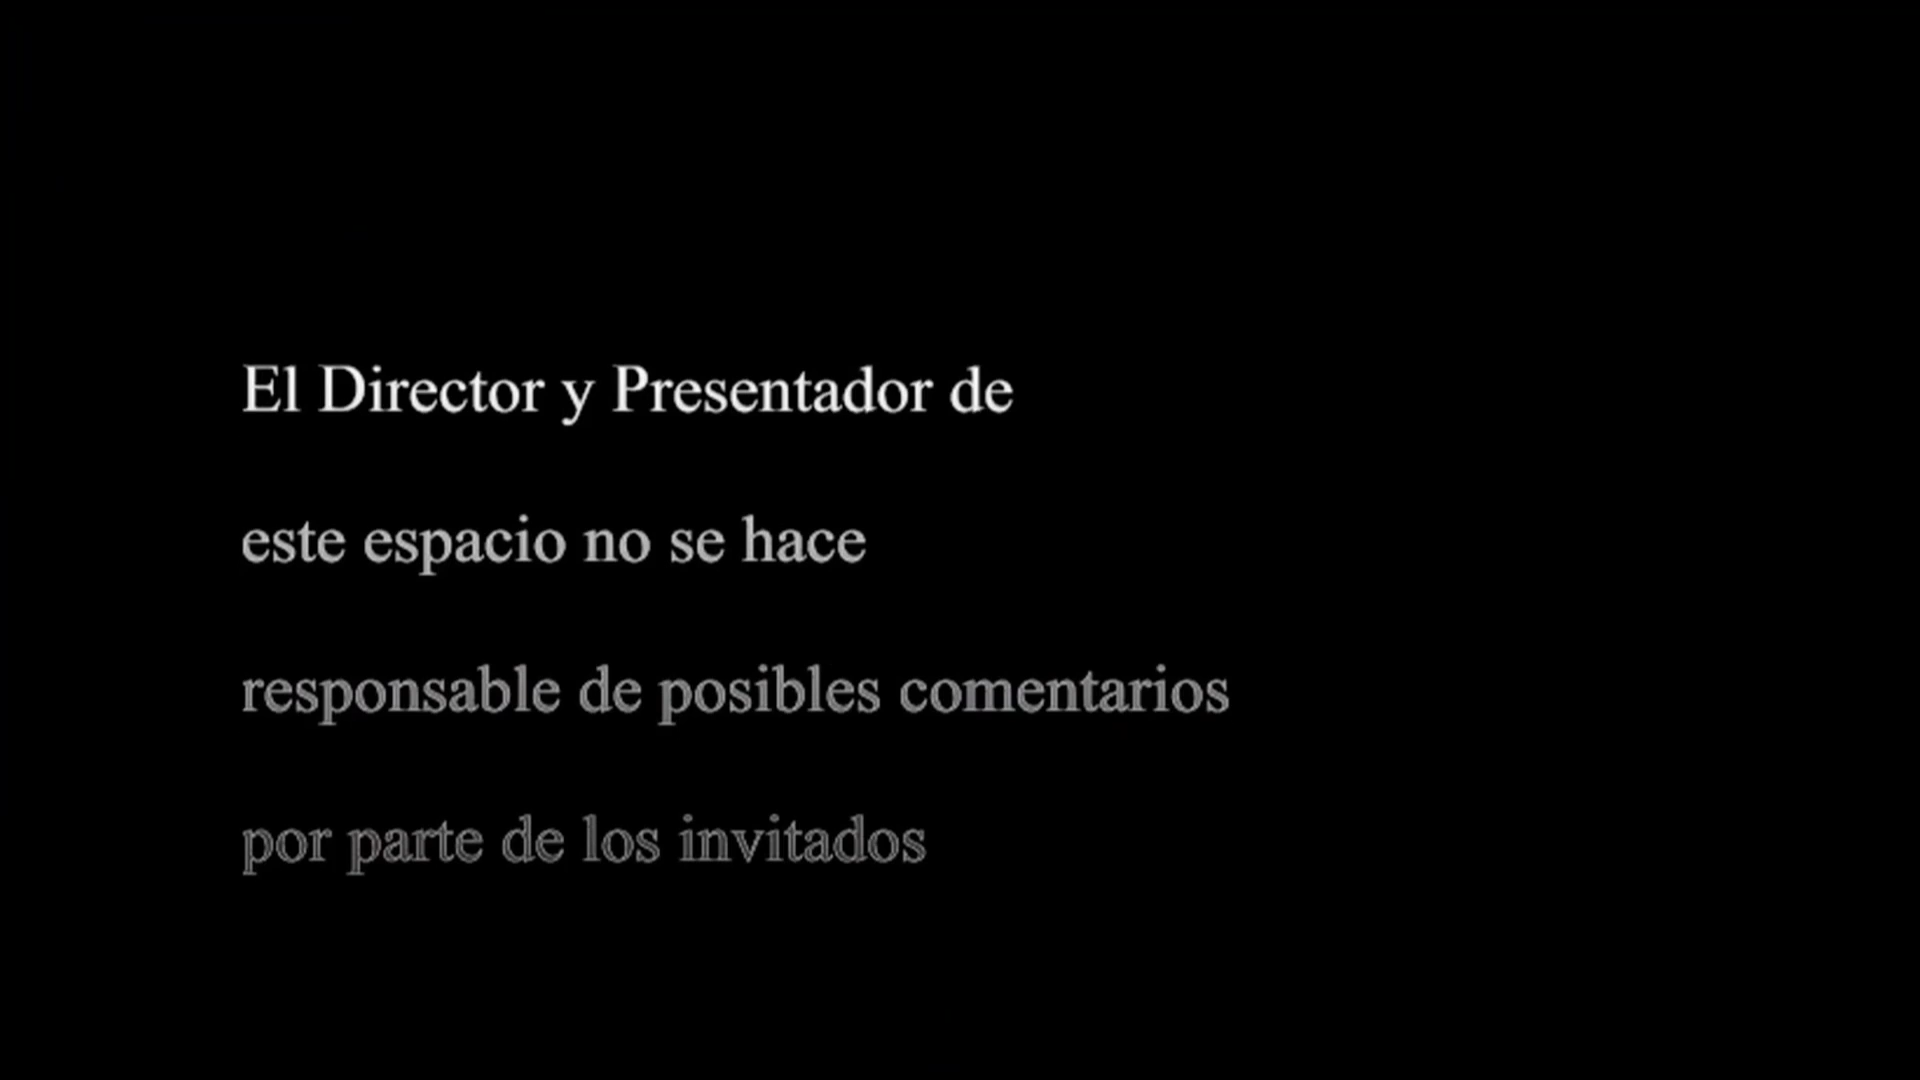 El Director y Presentador de
este espacio no se hace
responsable de posibles comentarios
por parte de los invitados